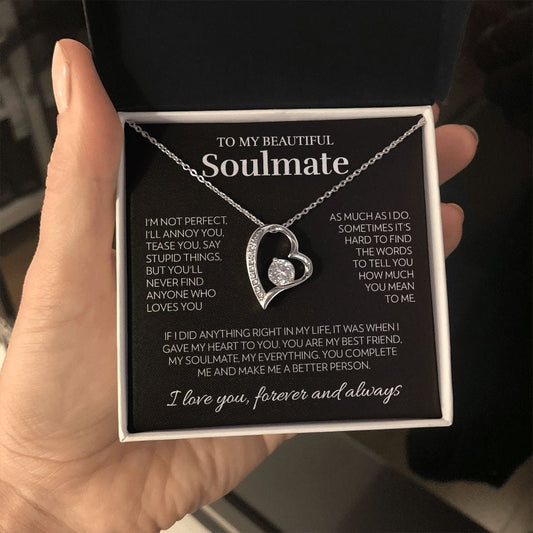 TO MY BEAUTIFUL
Soulmate
I'M NOT PERFECT,
I'LL ANNOY YOU,
TEASE YOU, SAY
STUPID THINGS,
BUT YOU'LL
NEVER FIND
ANYONE WHO
LOVES YOU
AS MUCH AS I DO.
SOMETIMES IT'S
HARD TO FIND
THE WORDS
TO TELL YOU
HOW MUCH
YOU MEAN
TO ME
IF I DID ANYTHING RIGHT IN MY LIFE, IT WAS WHEN I
GAVE MY HEART TO YOU. YOU ARE MY BEST FRIEND,
MY SOULMATE, MY EVERYTHING. YOU COMPLETE
ME AND MAKE ME A BETTER PERSON.
I love you, forever and always